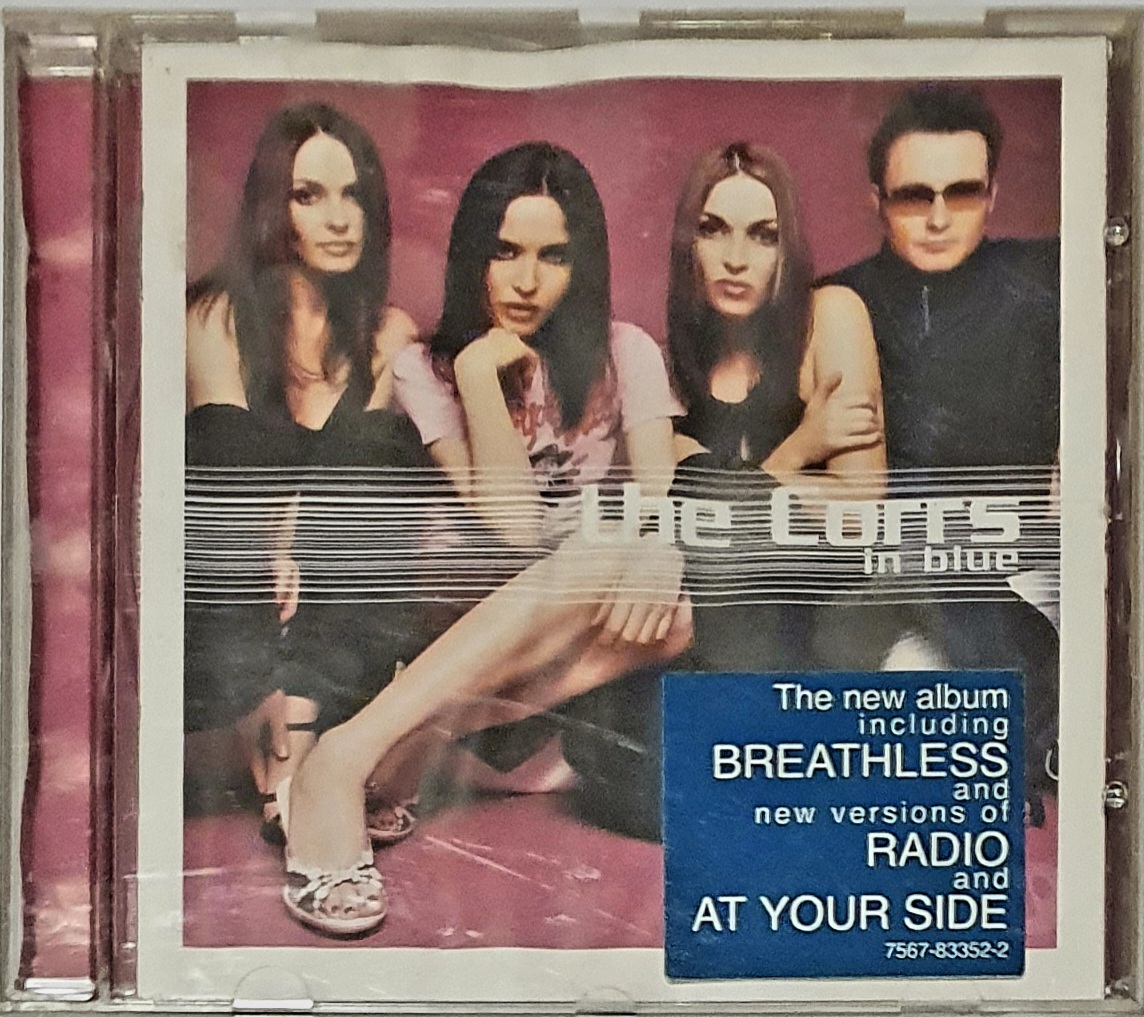 the Corrs
in blue
The new album
including
BREATHLESS
and
new versions of
RADIO
and
AT YOUR SIDE
7567-83352-2